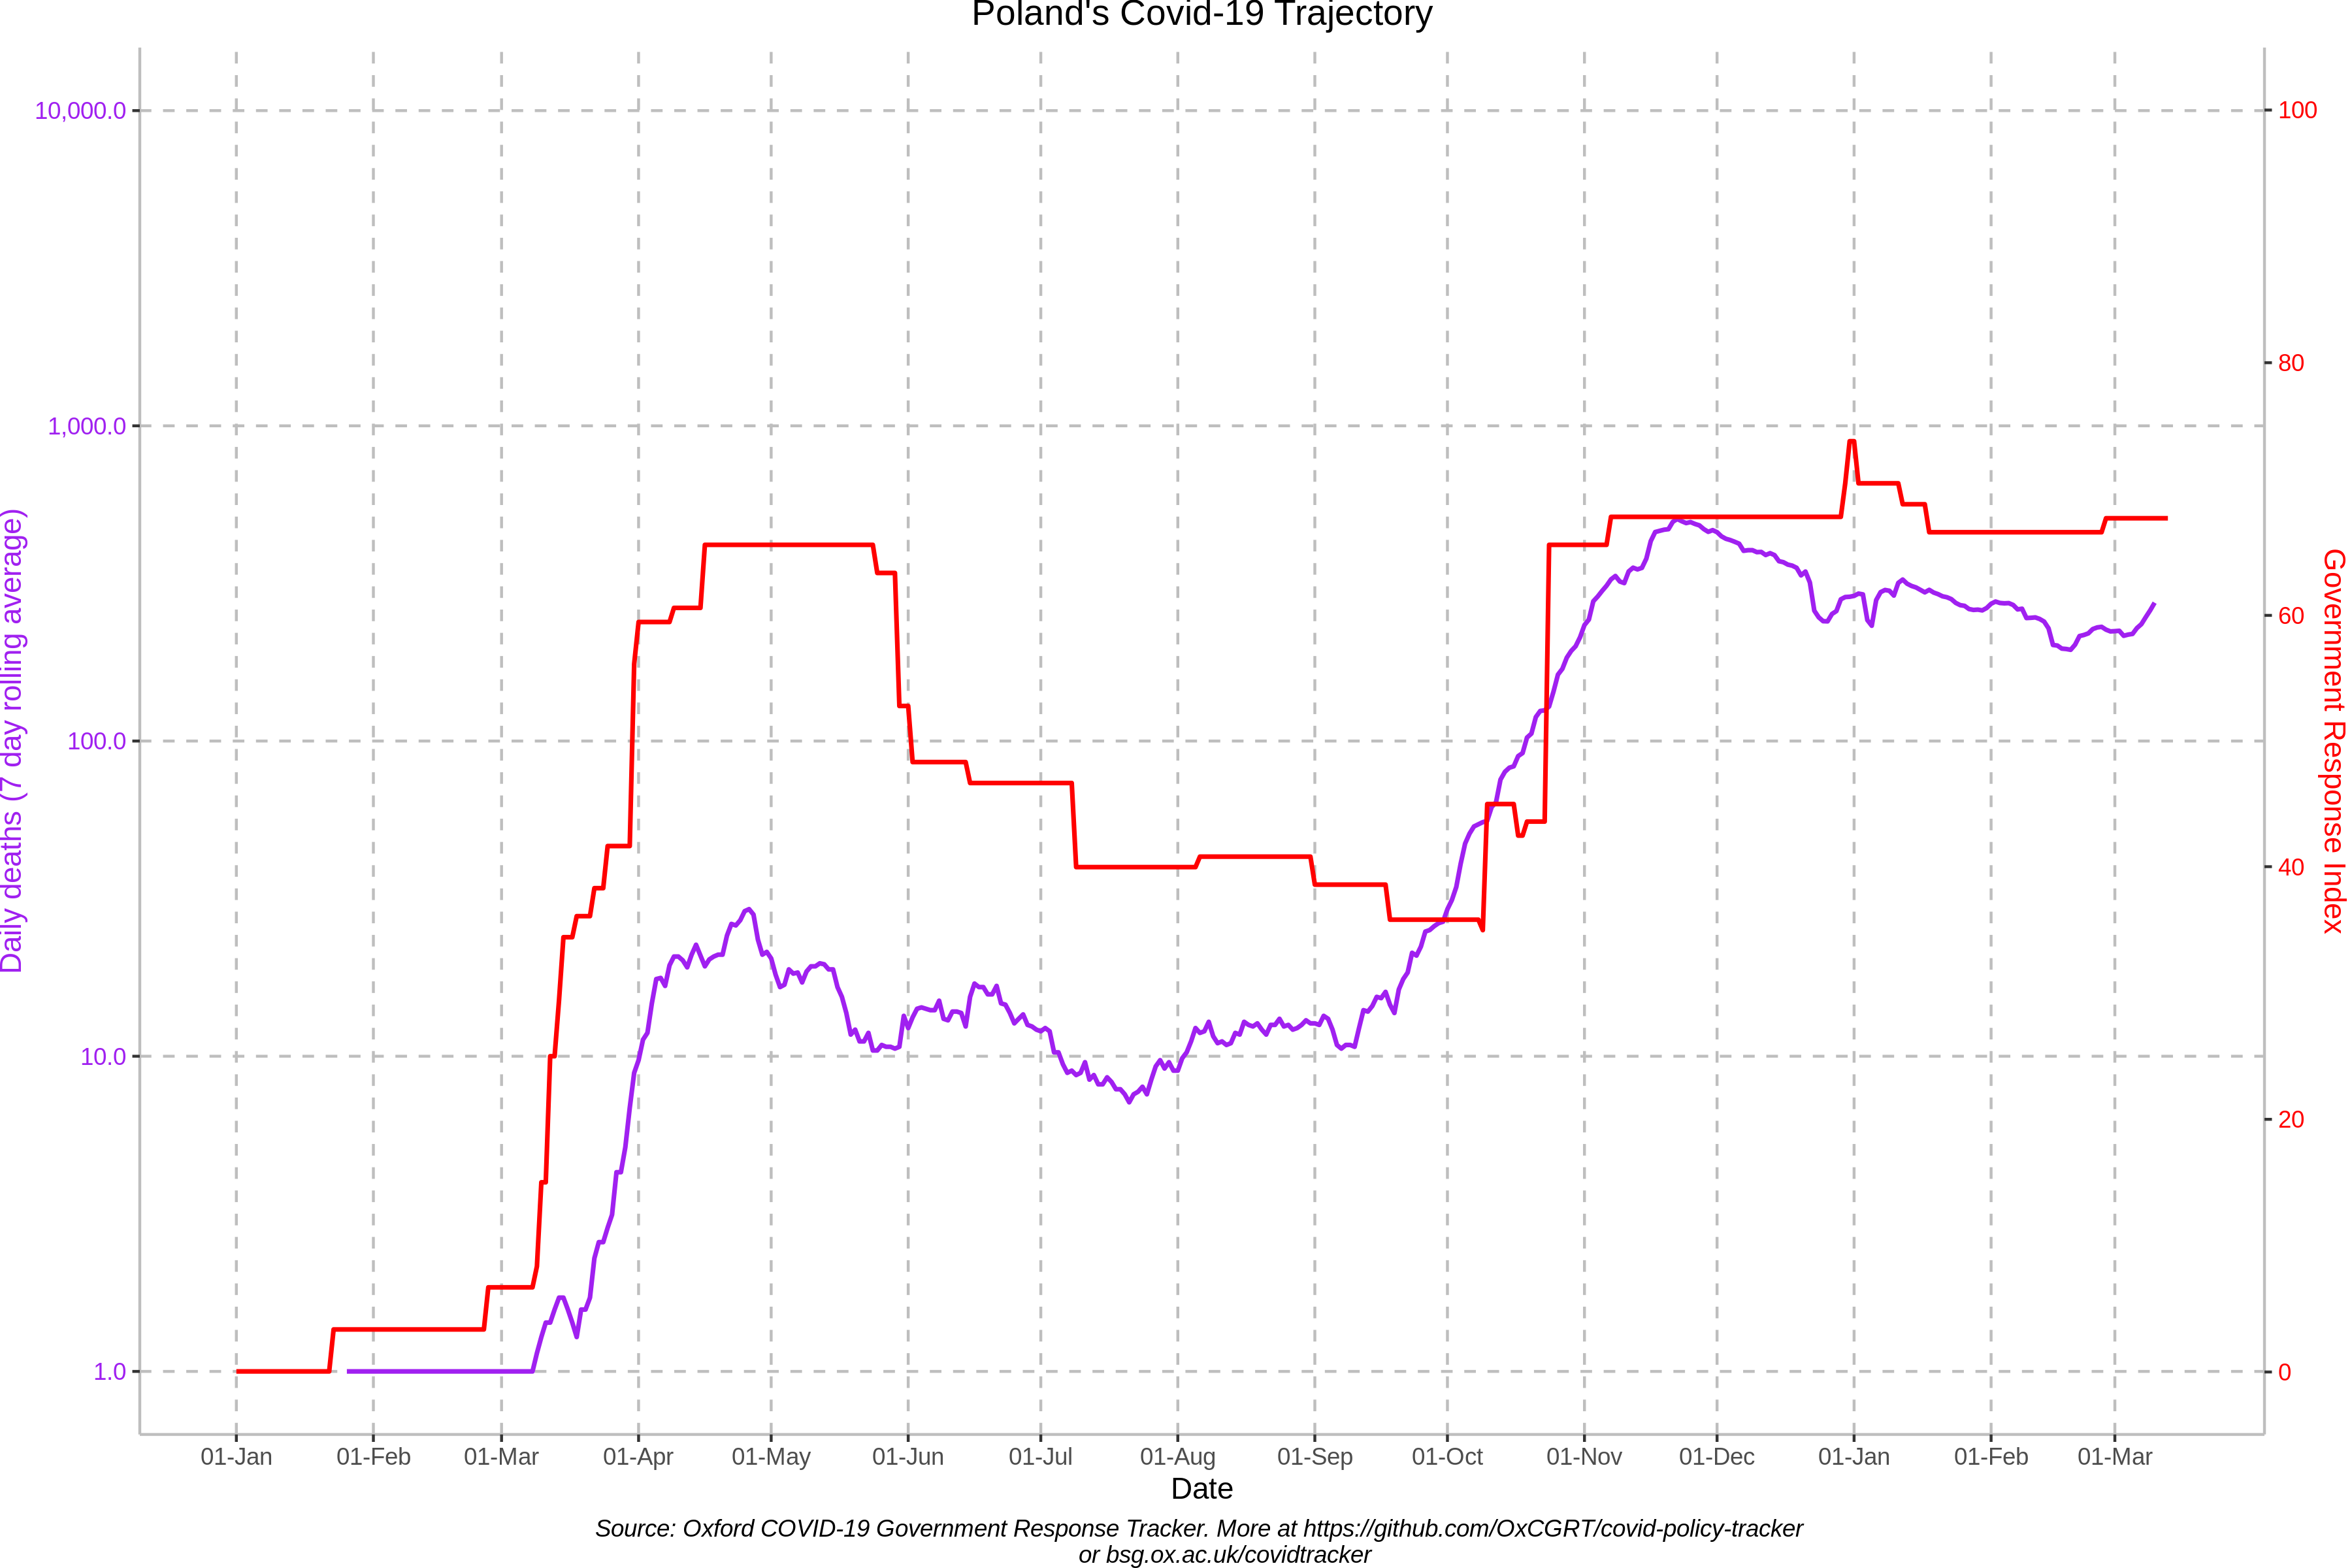 Poland's Covid-19 Trajectory
Daily deaths (7 day rolling average)
10,000.0
1,000.0
100.0
10.0
1.0
100
80
60
40
20
0
Government Response Index
01-Jan 01-Feb 01-Mar 01-Apr 01-May 01-Jun 01-Jul 01-Aug 01-Sep 01-Oct 01-Nov 01-Dec 01-Jan 01-Feb 01-Mar
Date
Source: Oxford COVID-19 Government Response Tracker. More at https://github.com/OxCGRT/covid-policy-tracker
or bsg.ox.ac.uk/covidtracker